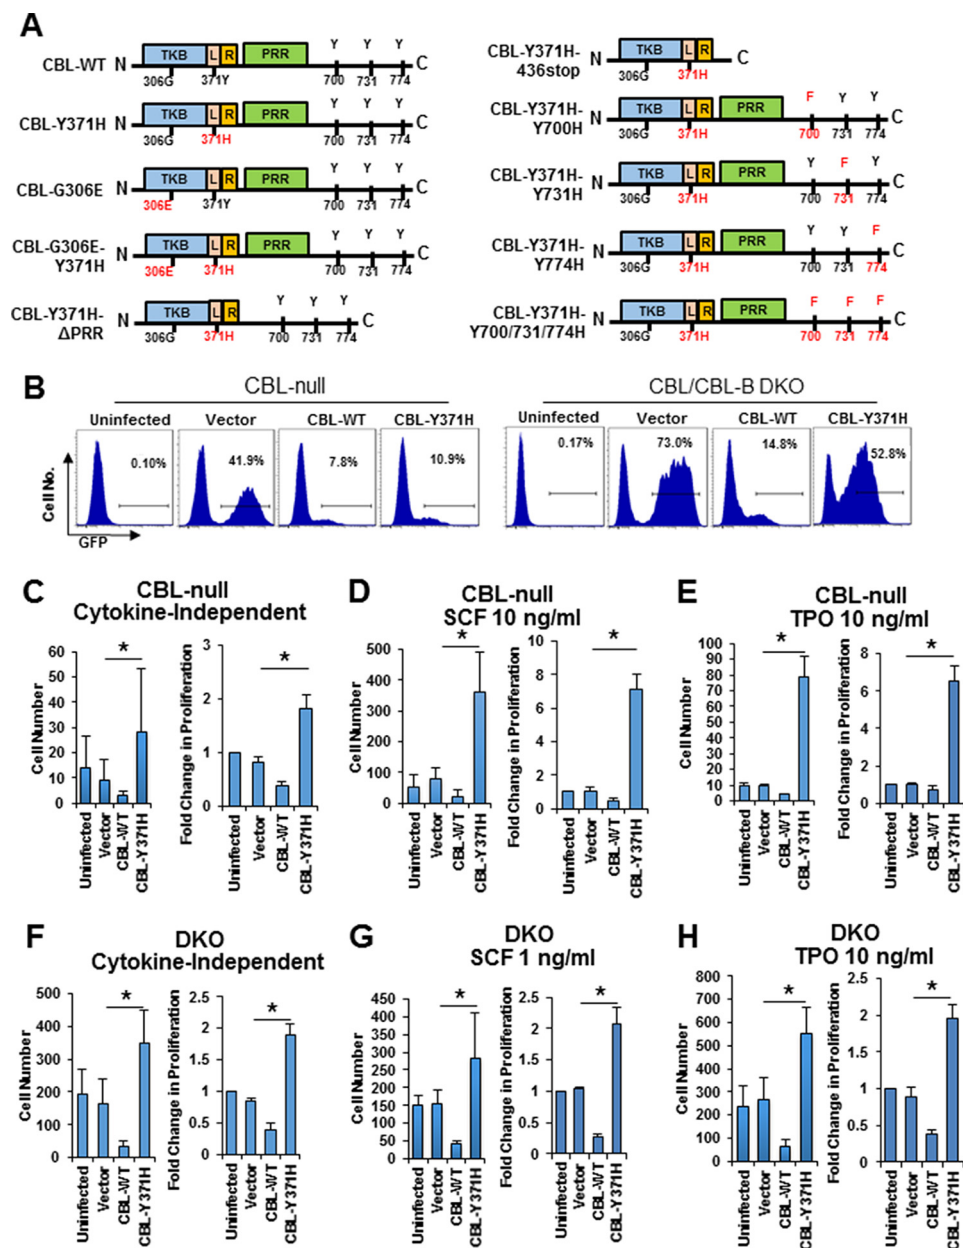 A
CBL-WT N TKB L R PRR Y Y Y C
306G 371Y 700 731 774
CBL-Y371H N TKB L R PRR Y Y Y C
306G 371H 700 731 774
CBL-G306E N TKB L R PRR Y Y Y C
306E 371Y 700 731 774
CBL-G306E-
Y371H N TKB L R PRR Y Y Y C
306E 371H 700 731 774
CBL-Y371H-
ΔPRR N TKB L R Y Y Y C
306G 371H 700 731 774
CBL-Y371H-
436stop N TKB L R C
306G 371H
CBL-Y371H-
Y700H N TKB L R PRR F Y Y C
306G 371H 700 731 774
CBL-Y371H-
Y731H N TKB L R PRR Y F Y C
306G 371H 700 731 774
CBL-Y371H-
Y774H N TKB L R PRR Y Y F C
306G 371H 700 731 774
CBL-Y371H-
Y700/731/774H N TKB L R PRR F F F C
306G 371H 700 731 774
B
CBL-null
Uninfected Vector CBL-WT CBL-Y371H
0.10% 41.9% 7.8% 10.9%
Cell No.
GFP
CBL/CBL-B DKO
Uninfected Vector CBL-WT CBL-Y371H
0.17% 73.0% 14.8% 52.8%
C
CBL-null
Cytokine-Independent
Cell Number
60
50
40
30
20
10
0
*
Uninfected Vector CBL-WT CBL-Y371H
Fold Change in Proliferation
3
2
1
0
*
Uninfected Vector CBL-WT CBL-Y371H
D
CBL-null
SCF 10 ng/ml
Cell Number
500
400
300
200
100
0
*
Uninfected Vector CBL-WT CBL-Y371H
Fold Change in Proliferation
10
8
6
4
2
0
*
Uninfected Vector CBL-WT CBL-Y371H
E
CBL-null
TPO 10 ng/ml
Cell Number
100
90
80
70
60
50
40
30
20
10
0
*
Uninfected Vector CBL-WT CBL-Y371H
Fold Change in Proliferation
8
6
4
2
0
*
Uninfected Vector CBL-WT CBL-Y371H
F
DKO
Cytokine-Independent
Cell Number
500
400
300
200
100
0
*
Uninfected Vector CBL-WT CBL-Y371H
Fold Change in Proliferation
2.5
2
1.5
1
0.5
0
*
Uninfected Vector CBL-WT CBL-Y371H
G
DKO
SCF 1 ng/ml
Cell Number
450
400
350
300
250
200
150
100
50
0
*
Uninfected Vector CBL-WT CBL-Y371H
Fold Change in Proliferation
2.5
2
1.5
1
0.5
0
*
Uninfected Vector CBL-WT CBL-Y371H
H
DKO
TPO 10 ng/ml
Cell Number
800
700
600
500
400
300
200
100
0
*
Uninfected Vector CBL-WT CBL-Y371H
Fold Change in Proliferation
2.5
2
1.5
1
0.5
0
*
Uninfected Vector CBL-WT CBL-Y371H